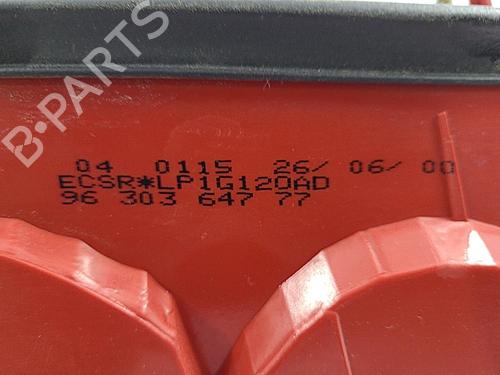 B-PARTS
04 0115 26/ 06/ 00
ECSR*LP1G120AD
96 303 647 77